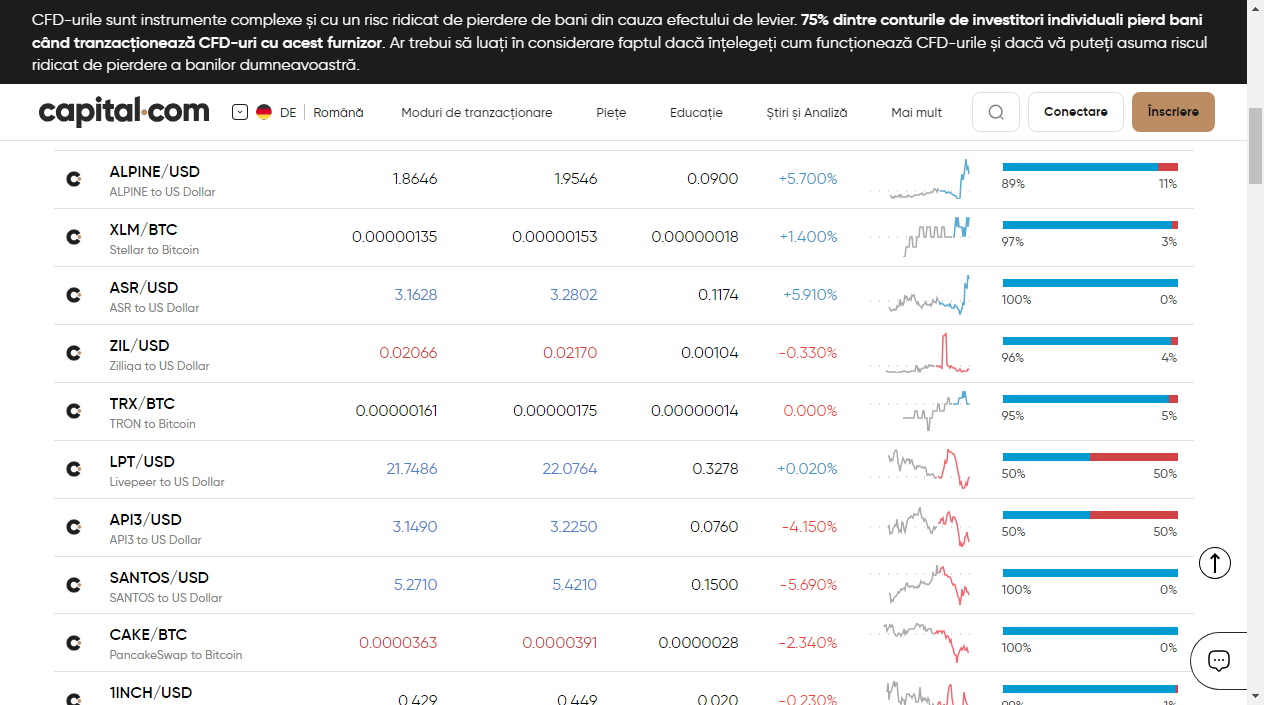 CFD-urile sunt instrumente complexe și cu un risc ridicat de pierdere de bani din cauza efectului de levier. 75% dintre conturile de investitori individuali pierd bani
când tranzacționează CFD-uri cu acest furnizor. Ar trebui să luați în considerare faptul dacă înțelegeți cum funcționează CFD-urile și dacă vă puteți asuma riscul
ridicat de pierdere a banilor dumneavoastră.
capital.com DE Română Moduri de tranzacționare Piețe Educație Știri și Analiză Mai mult Conectare Înscriere
ALPINE/USD 1.8646 1.9546 0.0900 +5.700%
ALPINE to US Dollar 89% 11%
XLM/BTC 0.00000135 0.00000153 0.00000018 +1.400%
Stellar to Bitcoin 97% 3%
ASR/USD 3.1628 3.2802 0.1174 +5.910%
ASR to US Dollar 100% 0%
ZIL/USD 0.02066 0.02170 0.00104 -0.330%
Zilliqa to US Dollar 96% 4%
TRX/BTC 0.00000161 0.00000175 0.00000014 0.000%
TRON to Bitcoin 95% 5%
LPT/USD 21.7486 22.0764 0.3278 +0.020%
Livepeer to US Dollar 50% 50%
API3/USD 3.1490 3.2250 0.0760 -4.150%
API3 to US Dollar 50% 50%
SANTOS/USD 5.2710 5.4210 0.1500 -5.690%
SANTOS to US Dollar 100% 0%
CAKE/BTC 0.0000363 0.0000391 0.0000028 -2.340%
PancakeSwap to Bitcoin 100% 0%
1INCH/USD 0.429 0.449 0.020 -0.230%